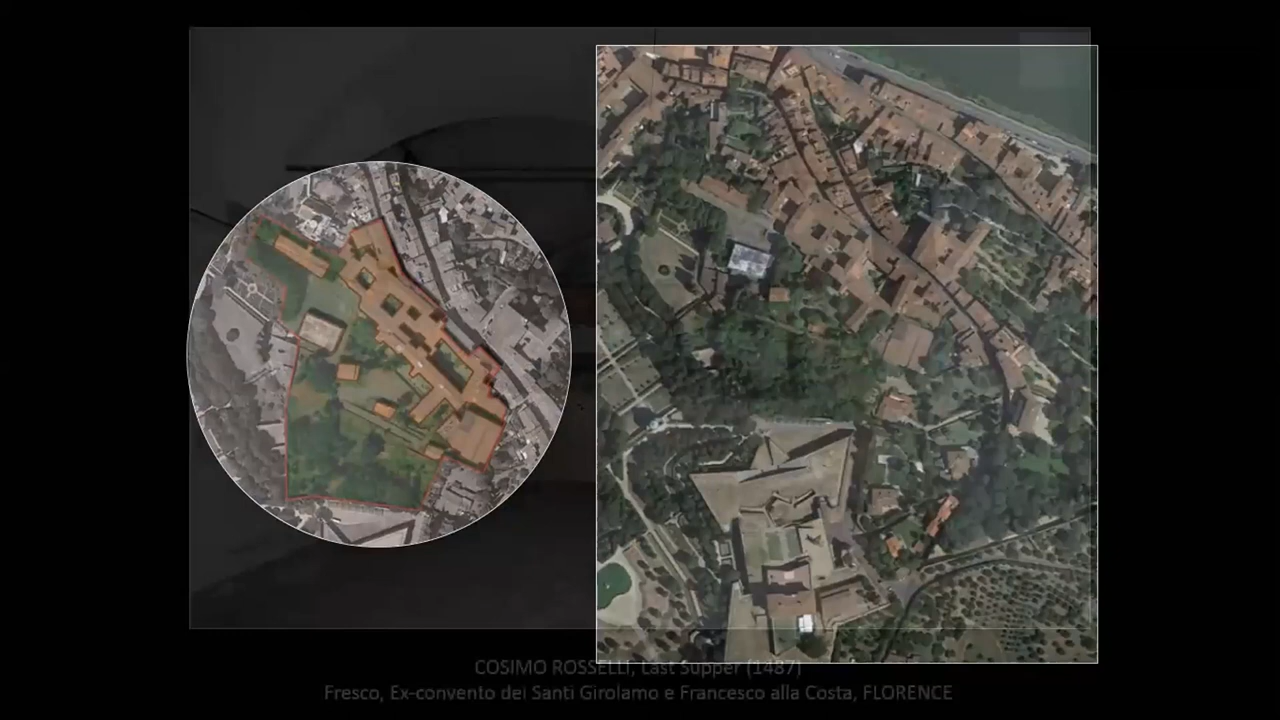 COSIMO ROSSELLI, Last Supper (1487)
Fresco, Ex-convento dei Santi Girolamo e Francesco alla Costa, FLORENCE